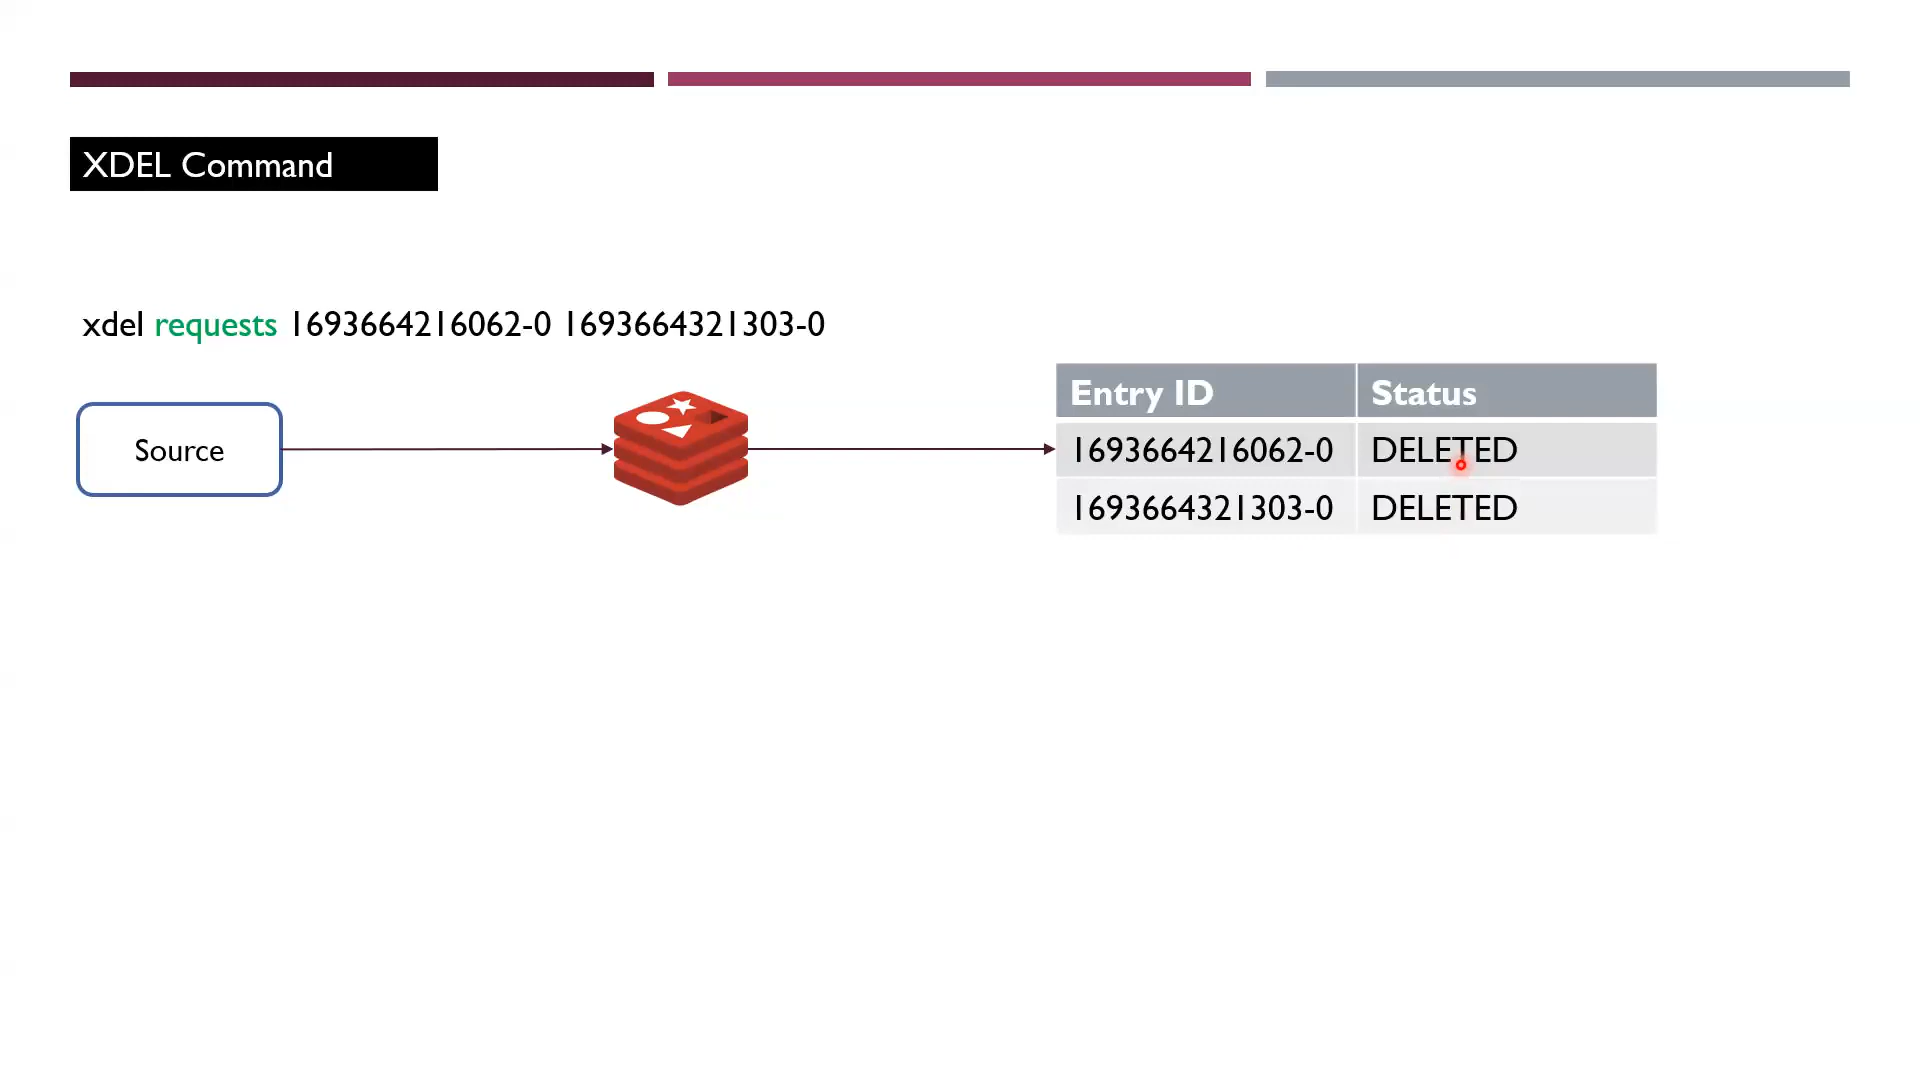 XDEL Command
xdel requests 1693664216062-0 1693664321303-0
Source
Entry ID Status
1693664216062-0 DELETED
1693664321303-0 DELETED